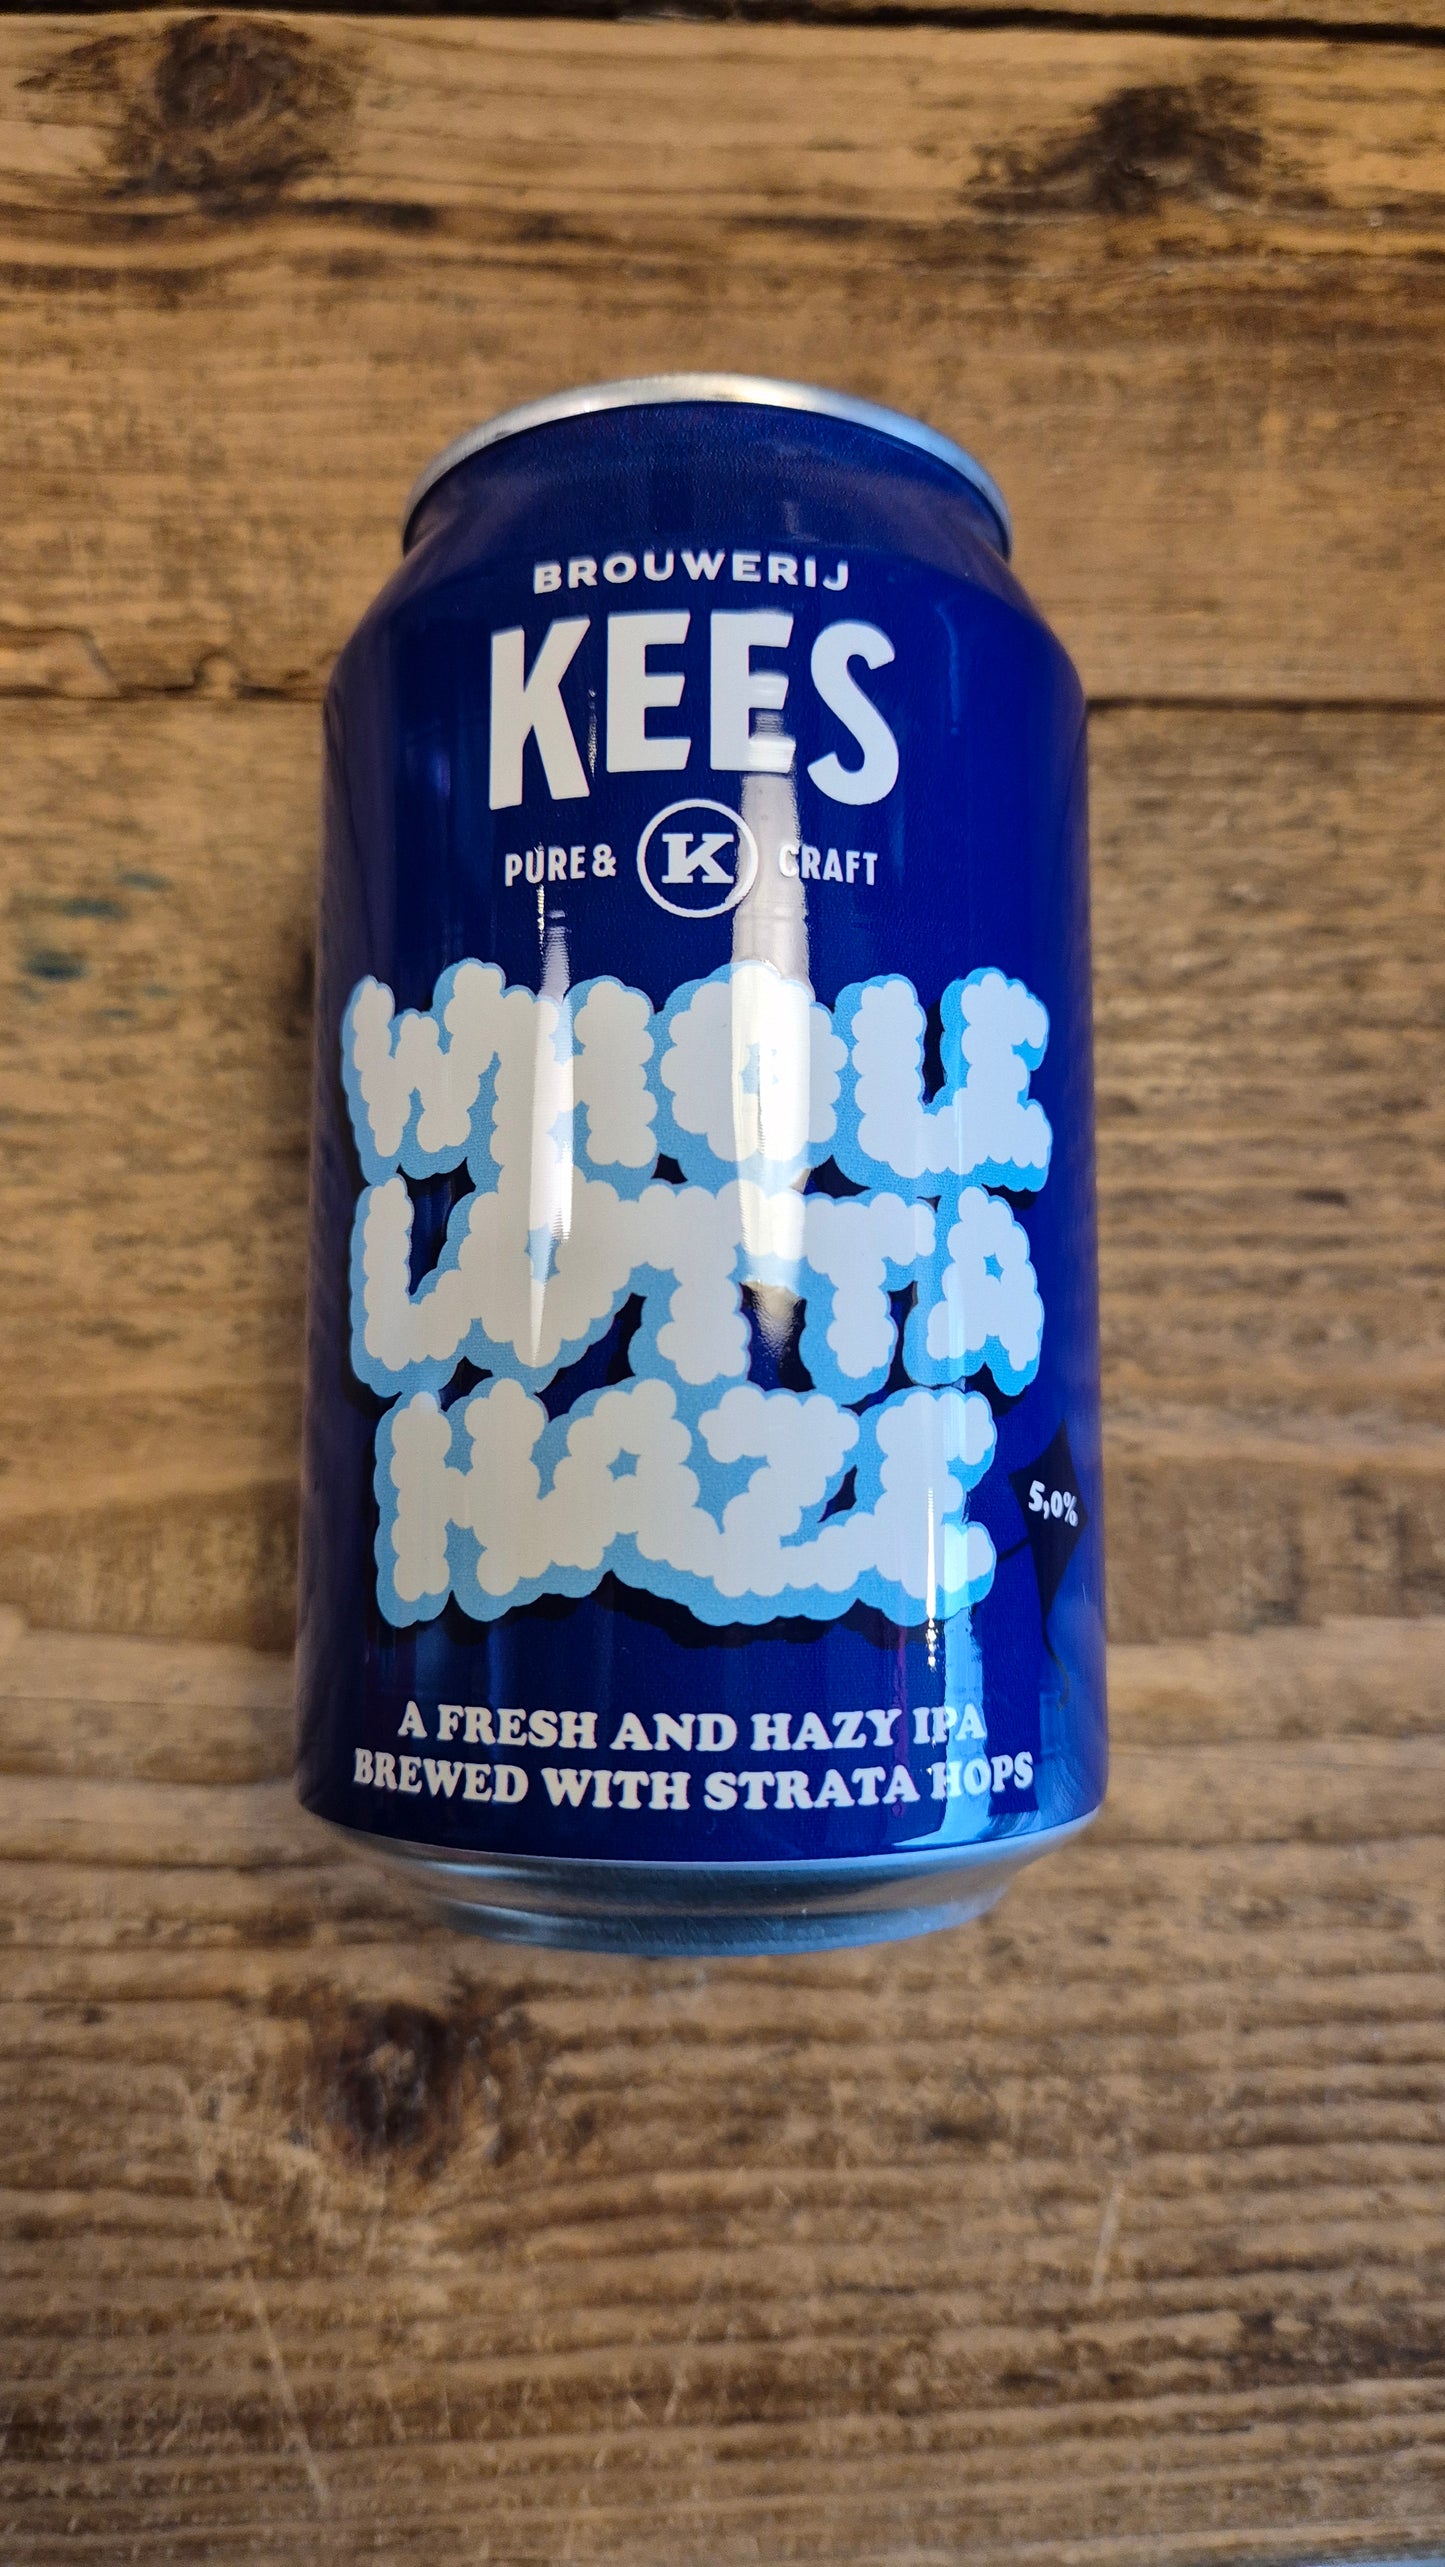 BROUWERIJ
KEES
PURE & K CRAFT
WHOLE
LOTTA
HAZE
5,0%
A FRESH AND HAZY IPA
BREWED WITH STRATA HOPS